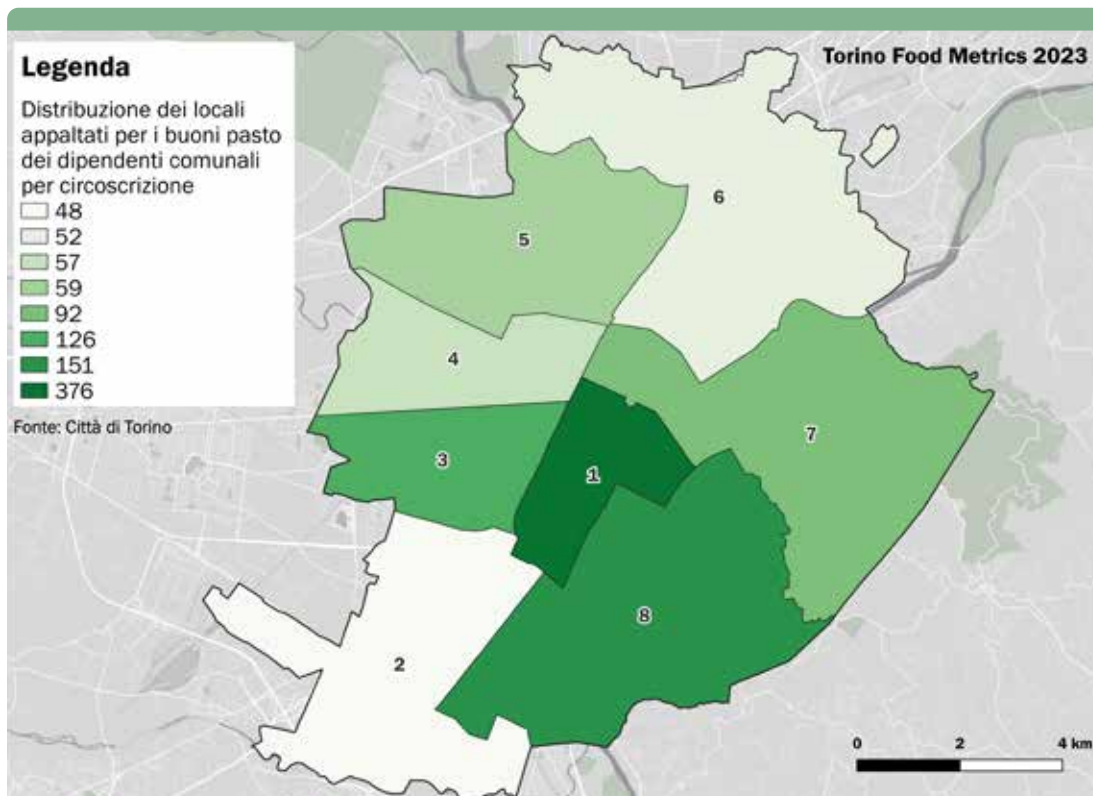 Torino Food Metrics 2023
Legenda
Distribuzione dei locali
appaltati per i buoni pasto
dei dipendenti comunali
per circoscrizione
48
52
57
59
92
126
151
376
Fonte: Città di Torino
6
5
4
7
3
1
8
2
0 2 4 km